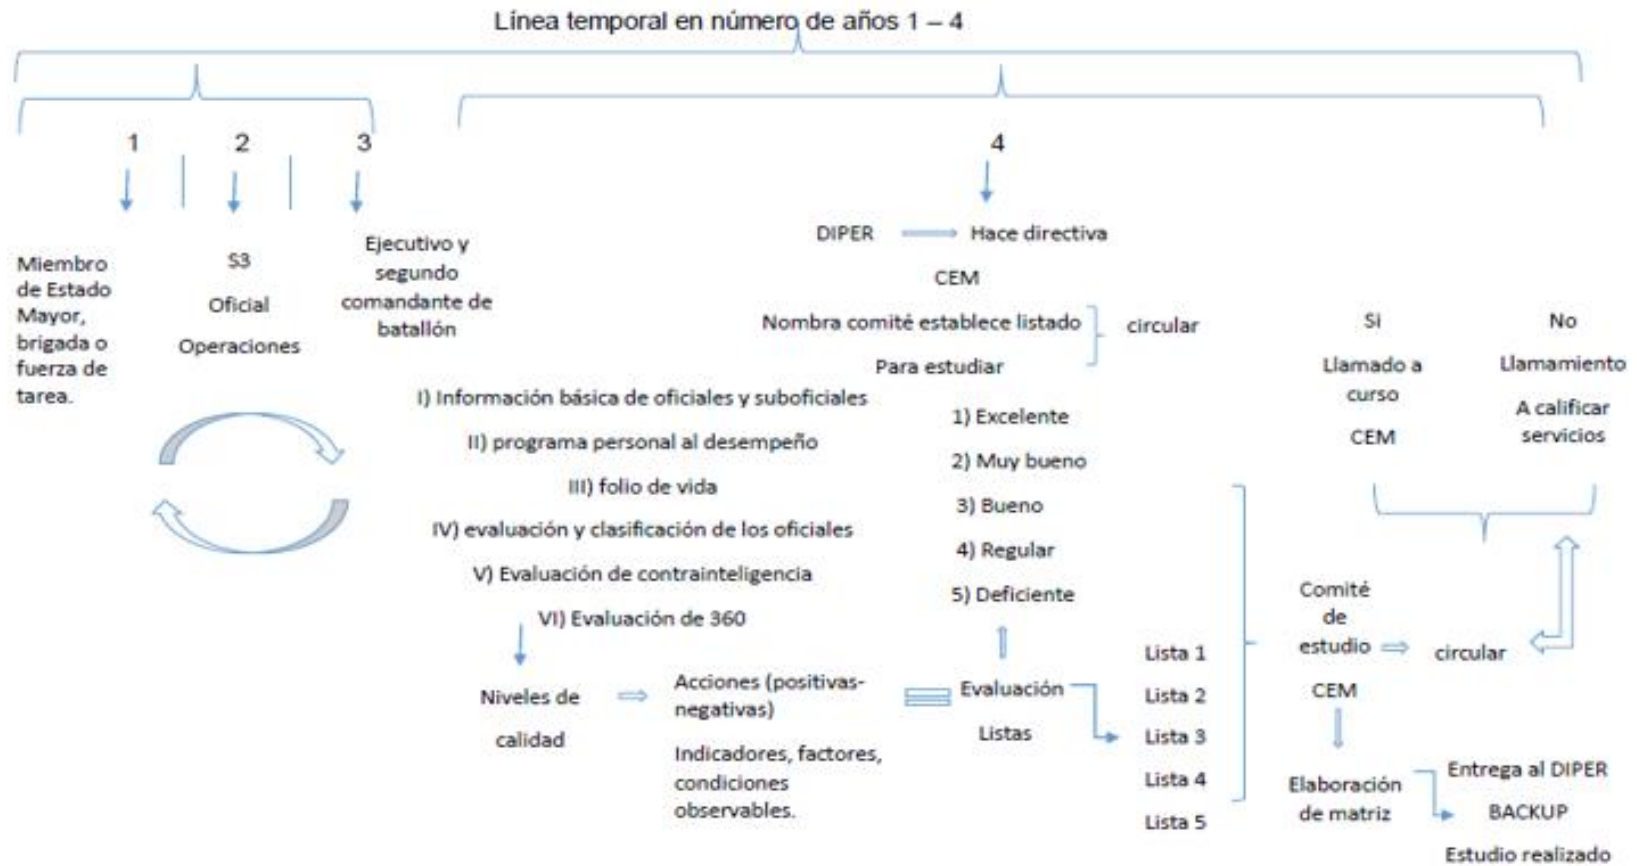 Línea temporal en número de años 1 – 4
1
2
3
4
Miembro
de Estado
Mayor,
brigada o
fuerza de
tarea.
S3
Oficial
Operaciones
Ejecutivo y
segundo
comandante de
batallón
DIPER
Hace directiva
CEM
Nombra comité establece listado
Para estudiar
circular
I) Información básica de oficiales y suboficiales
II) programa personal al desempeño
III) folio de vida
IV) evaluación y clasificación de los oficiales
V) Evaluación de contrainteligencia
VI) Evaluación de 360
Niveles de
calidad
Acciones (positivas-
negativas)
Indicadores, factores,
condiciones
observables.
1) Excelente
2) Muy bueno
3) Bueno
4) Regular
5) Deficiente
Evaluación
Listas
Lista 1
Lista 2
Lista 3
Lista 4
Lista 5
Si
Llamado a
curso
CEM
No
Llamamiento
A calificar
servicios
Comité
de
estudio
CEM
circular
Elaboración
de matriz
Entrega al DIPER
BACKUP
Estudio realizado